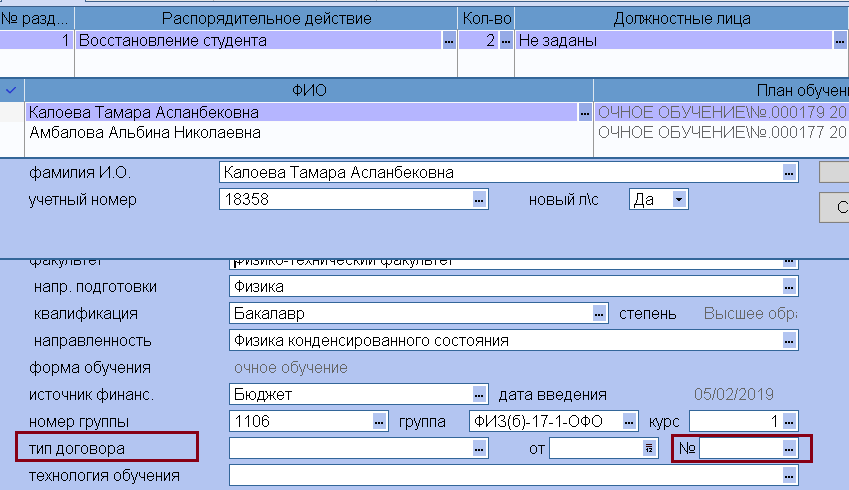 № разд... Распорядительное действие Кол-во Должностные лица
1 Восстановление студента ... 2 ... Не заданы ...
ФИО План обучени
Калоева Тамара Асланбековна ... ОЧНОЕ ОБУЧЕНИЕ\№.000179 20
Амбалова Альбина Николаевна ОЧНОЕ ОБУЧЕНИЕ\№.000177 20
фамилия И.О. Калоева Тамара Асланбековна ...
учетный номер 18358 ... новый л\с Да
С
факультет физико-технический факультет ...
напр. подготовки Физика ...
квалификация Бакалавр ... степень Высшее обра
направленность Физика конденсированного состояния ...
форма обучения очное обучение
источник финанс. Бюджет ... дата введения 05/02/2019
номер группы 1106 ... группа ФИЗ(б)-17-1-ОФО ... курс 1 ...
тип договора ... от 12 № ...
технология обучения ...